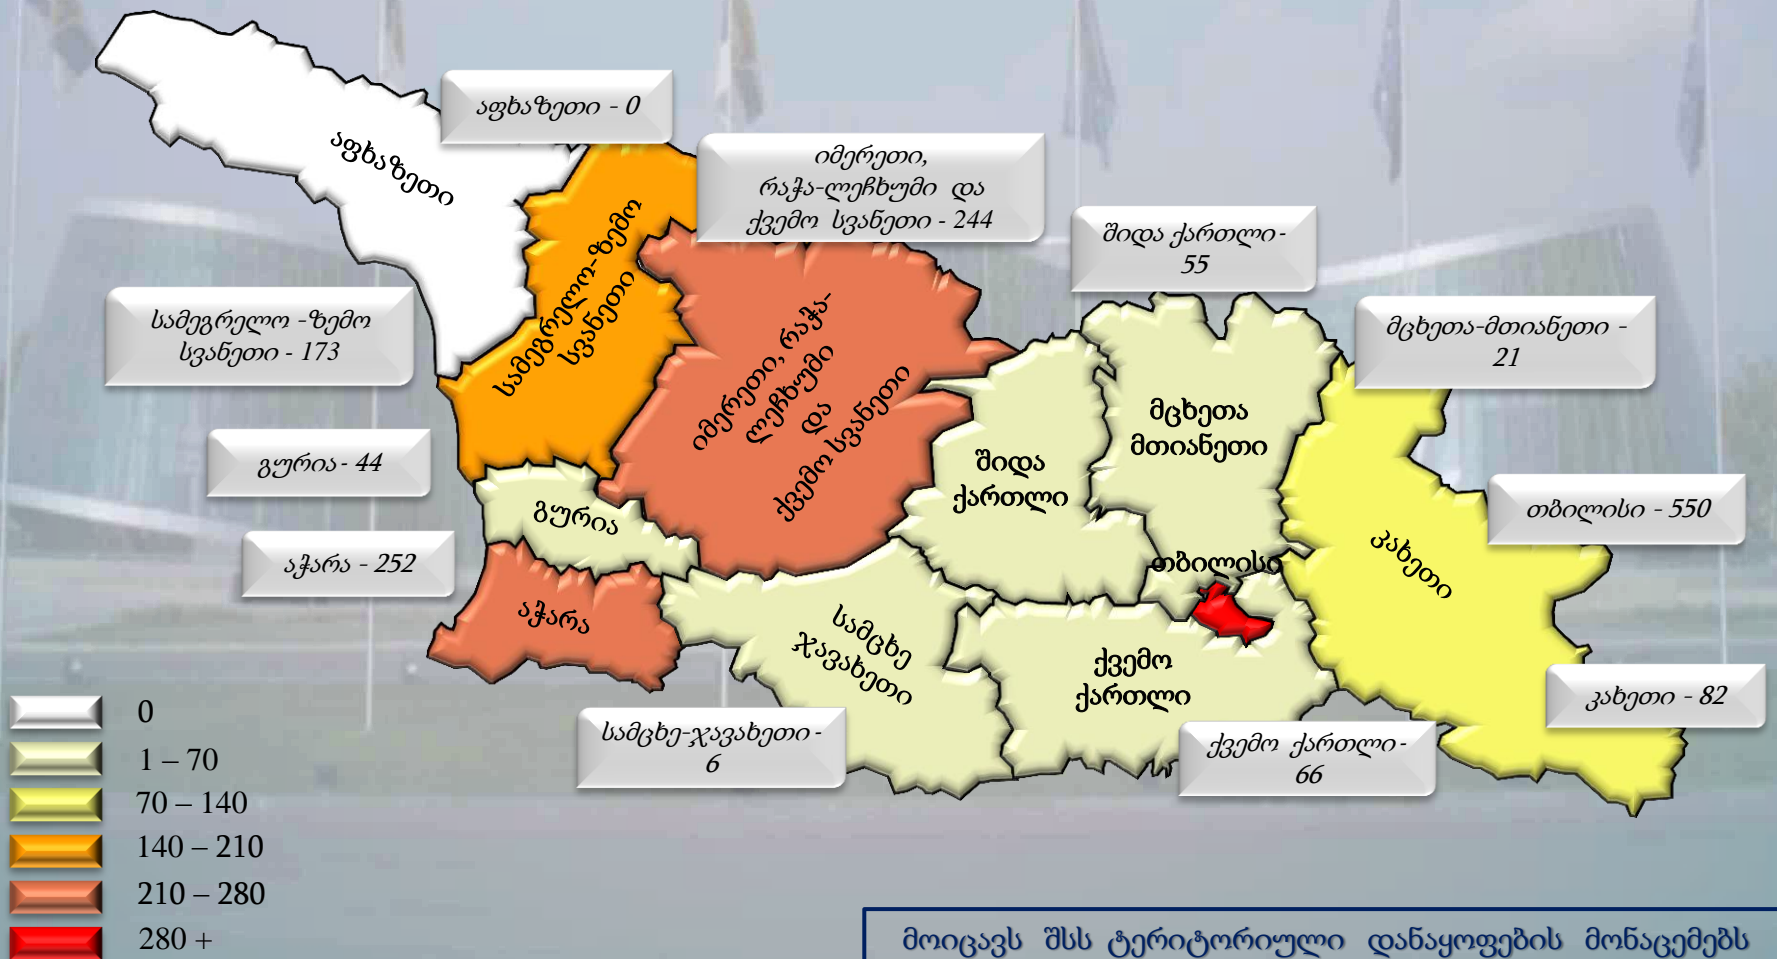 აფხაზეთი - 0
იმერეთი,
რაჭა-ლეჩხუმი და
ქვემო სვანეთი - 244
შიდა ქართლი-
55
მცხეთა-მთიანეთი -
21
სამეგრელო -ზემო
სვანეთი - 173
გურია- 44
აჭარა - 252
თბილისი - 550
კახეთი - 82
სამცხე-ჯავახეთი-
6
ქვემო ქართლი-
66
აფხაზეთი
სამეგრელო-ზემო
სვანეთი
იმერეთი, რაჭა-
ლეჩხუმი
და
ქვემო სვანეთი
გურია
აჭარა
შიდა
ქართლი
მცხეთა
მთიანეთი
თბილისი
კახეთი
სამცხე
ჯავახეთი
ქვემო
ქართლი
0
1 – 70
70 – 140
140 – 210
210 – 280
280 +
მოიცავს შსს ტერიტორიული დანაყოფების მონაცემებს